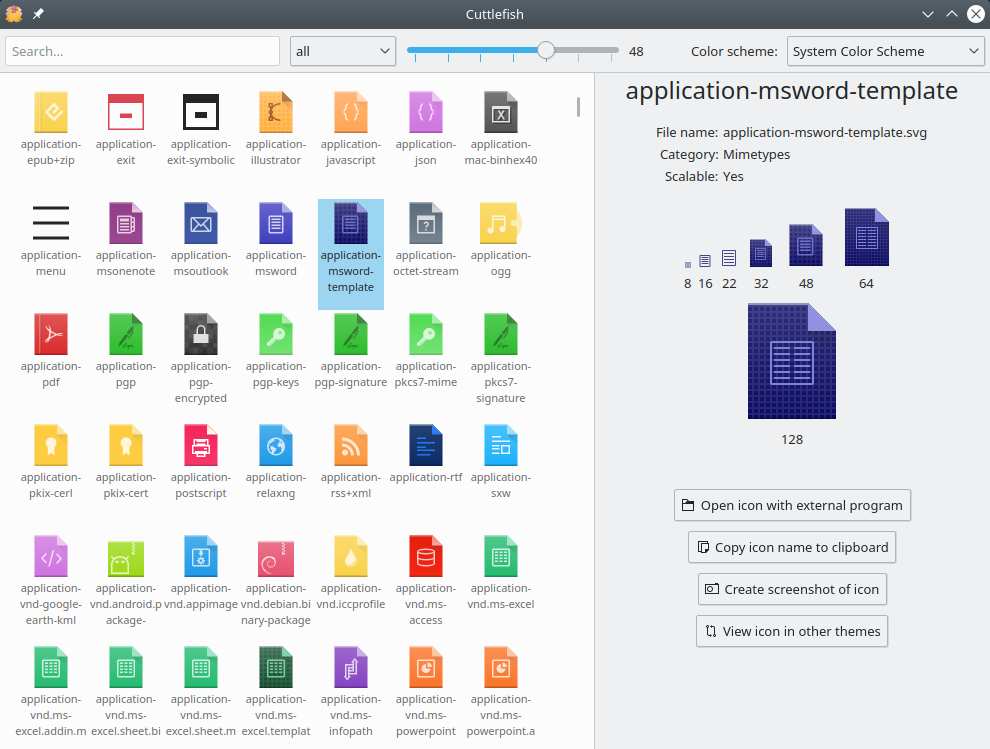 Cuttlefish
Search...
all
48
Color scheme:
System Color Scheme
application-
epub+zip
application-
exit
application-
exit-symbolic
application-
illustrator
application-
javascript
application-
json
application-
mac-binhex40
application-
menu
application-
msonenote
application-
msoutlook
application-
msword
application-
msword-
template
application-
octet-stream
application-
ogg
application-
pdf
application-
pgp
application-
pgp-
encrypted
application-
pgp-keys
application-
pgp-signature
application-
pkcs7-mime
application-
pkcs7-
signature
application-
pkix-cerl
application-
pkix-cert
application-
postscript
application-
relaxng
application-
rss+xml
application-rtf
application-
sxw
application-
vnd-google-
earth-kml
application-
vnd.android.p
ackage-
application-
vnd.appimage
application-
vnd.debian.bi
nary-package
application-
vnd.iccprofile
application-
vnd.ms-
access
application-
vnd.ms-excel
application-
vnd.ms-
excel.addin.m
application-
vnd.ms-
excel.sheet.bi
application-
vnd.ms-
excel.sheet.m
application-
vnd.ms-
excel.templat
application-
vnd.ms-
infopath
application-
vnd.ms-
powerpoint
application-
vnd.ms-
powerpoint.a
application-msword-template
File name: application-msword-template.svg
Category: Mimetypes
Scalable: Yes
8 16 22 32 48 64
128
Open icon with external program
Copy icon name to clipboard
Create screenshot of icon
View icon in other themes